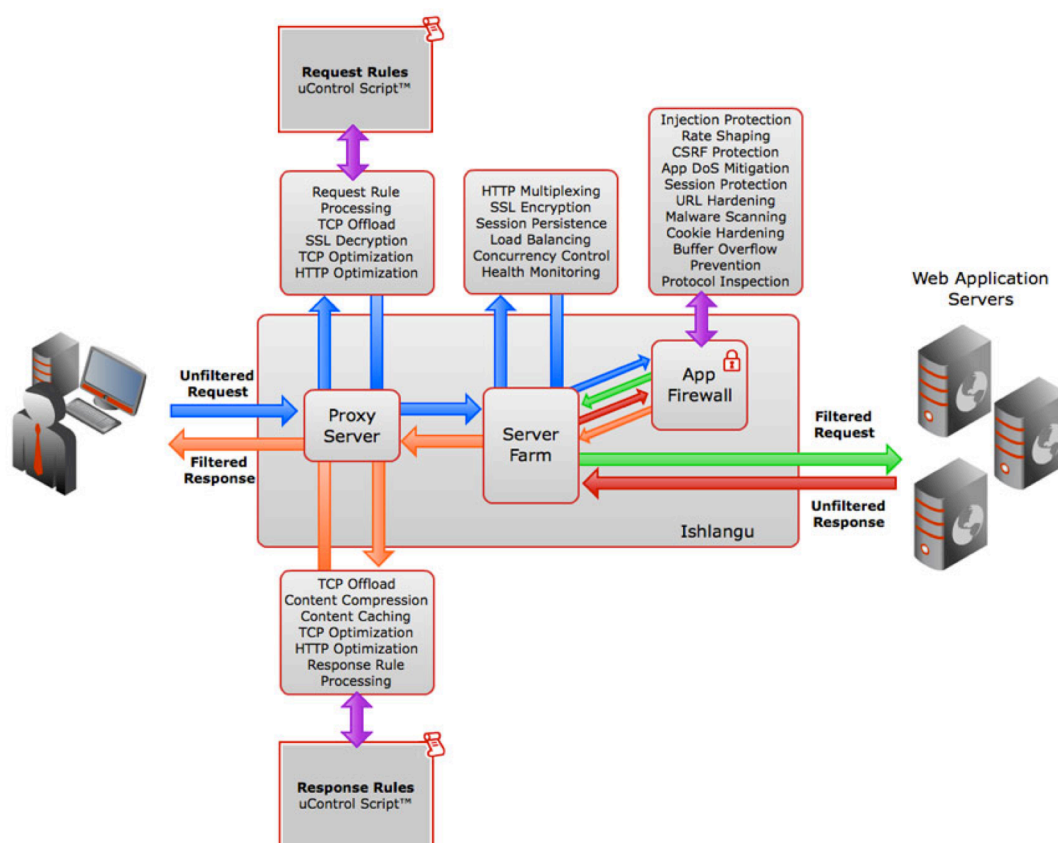 Request Rules
uControl Script™
Request Rule
Processing
TCP Offload
SSL Decryption
TCP Optimization
HTTP Optimization
HTTP Multiplexing
SSL Encryption
Session Persistence
Load Balancing
Concurrency Control
Health Monitoring
Injection Protection
Rate Shaping
CSRF Protection
App DoS Mitigation
Session Protection
URL Hardening
Malware Scanning
Cookie Hardening
Buffer Overflow
Prevention
Protocol Inspection
Web Application
Servers
Unfiltered
Request
Filtered
Response
Proxy
Server
Server
Farm
App
Firewall
Filtered
Request
Unfiltered
Response
Ishlangu
TCP Offload
Content Compression
Content Caching
TCP Optimization
HTTP Optimization
Response Rule
Processing
Response Rules
uControl Script™